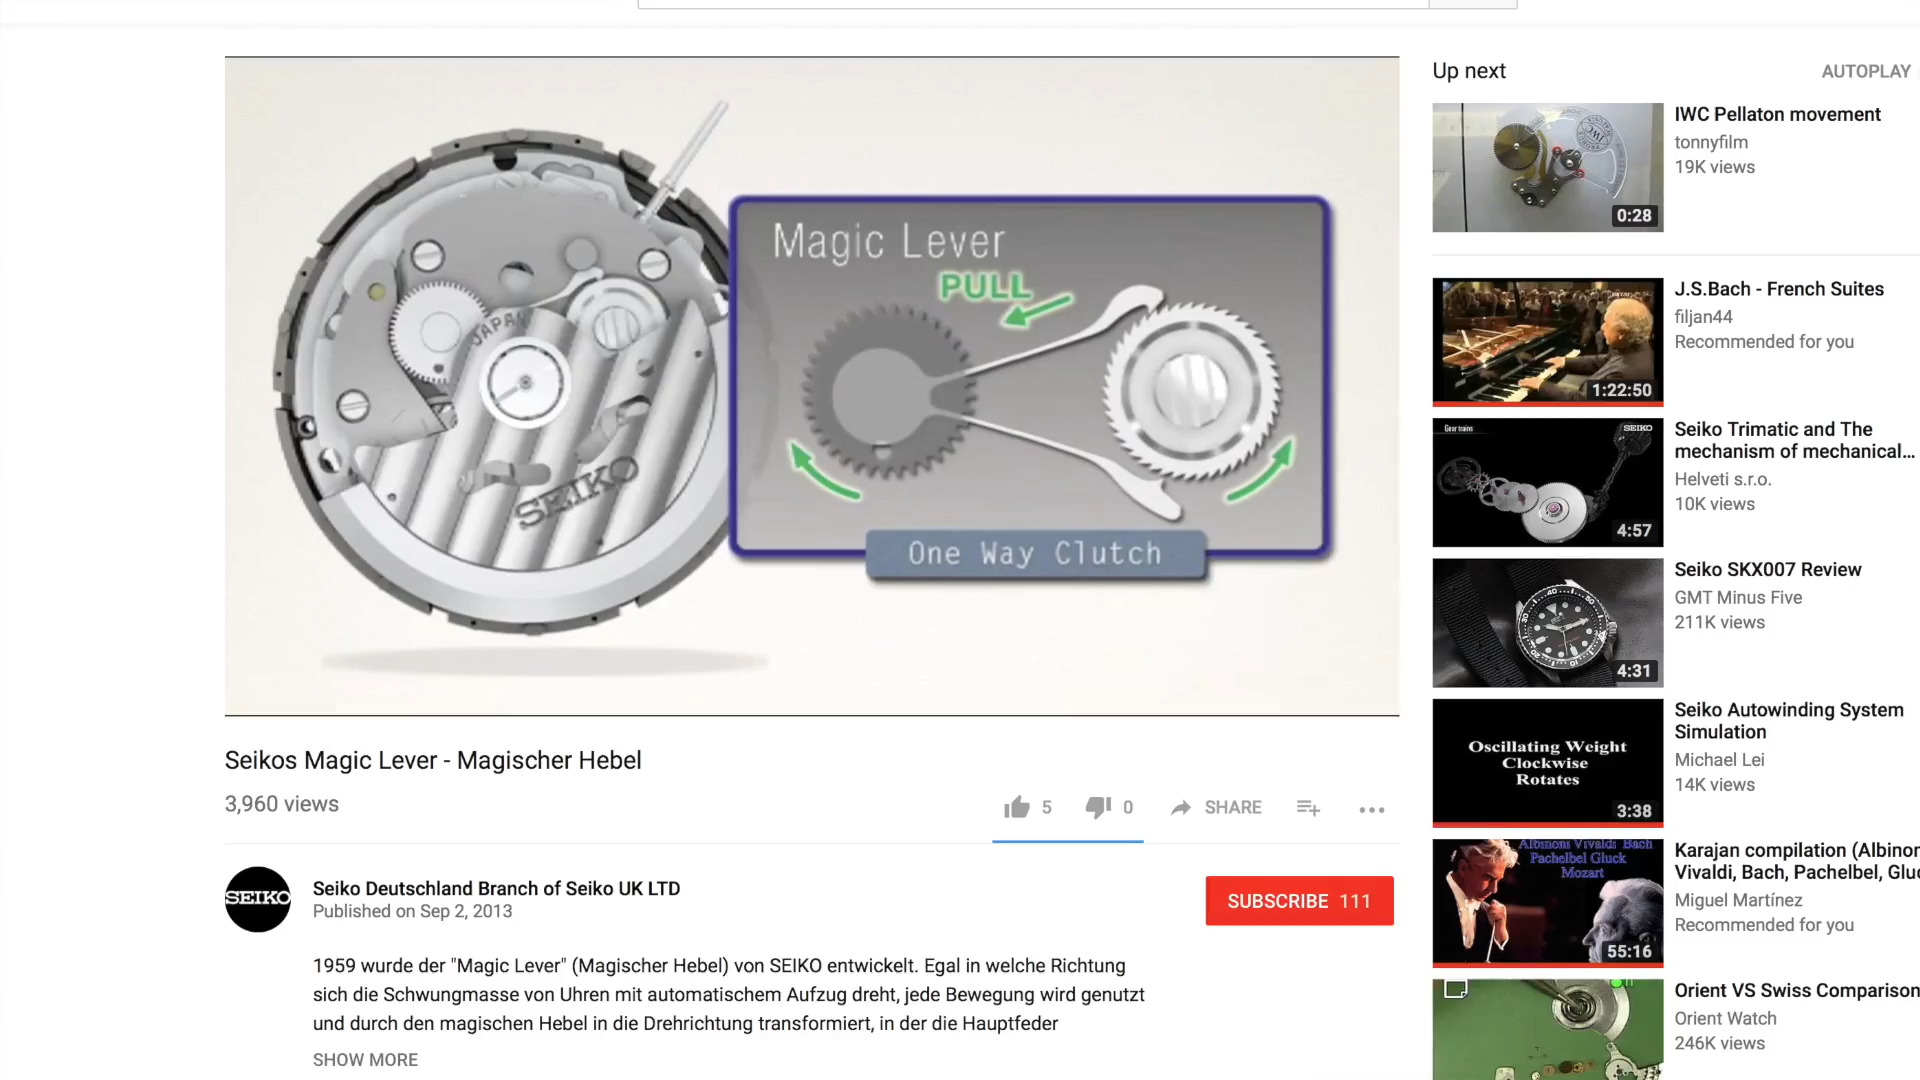 JAPAN
SEIKO
Magic Lever
PULL
One Way Clutch
Seikos Magic Lever - Magischer Hebel
3,960 views
5
0
SHARE
SEIKO
Seiko Deutschland Branch of Seiko UK LTD
Published on Sep 2, 2013
SUBSCRIBE 111
1959 wurde der "Magic Lever" (Magischer Hebel) von SEIKO entwickelt. Egal in welche Richtung
sich die Schwungmasse von Uhren mit automatischem Aufzug dreht, jede Bewegung wird genutzt
und durch den magischen Hebel in die Drehrichtung transformiert, in der die Hauptfeder
SHOW MORE
Up next
AUTOPLAY
IWC
0:28
IWC Pellaton movement
tonnyfilm
19K views
1:22:50
J.S.Bach - French Suites
filjan44
Recommended for you
Gear trains
SEIKO
4:57
Seiko Trimatic and The
mechanism of mechanical...
Helveti s.r.o.
10K views
4:31
Seiko SKX007 Review
GMT Minus Five
211K views
Oscillating Weight
Clockwise
Rotates
3:38
Seiko Autowinding System
Simulation
Michael Lei
14K views
Albinoni Vivaldi Bach
Pachelbel Gluck
Mozart
55:16
Karajan compilation (Albinon
Vivaldi, Bach, Pachelbel, Gluc
Miguel Martínez
Recommended for you
Orient VS Swiss Comparison
Orient Watch
246K views